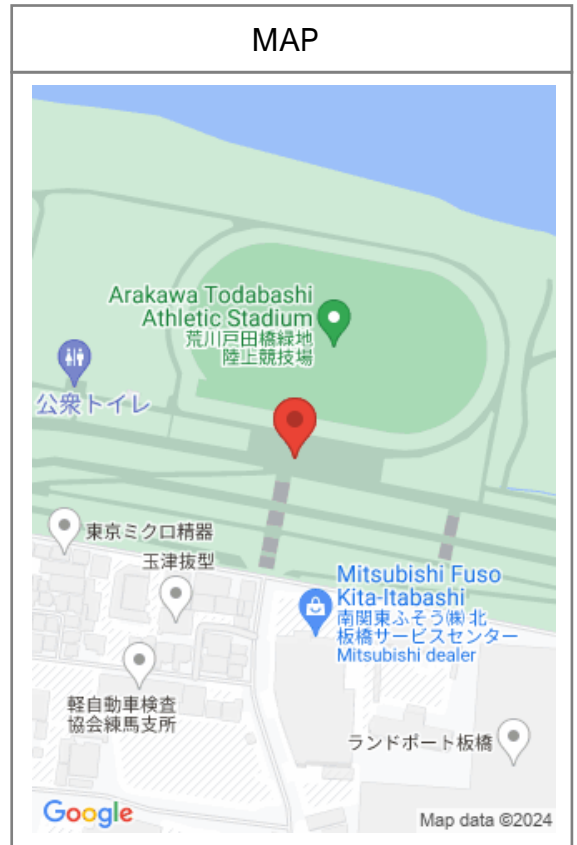 MAP
Arakawa Todabashi
Athletic Stadium
荒川戸田橋緑地
陸上競技場
公衆トイレ
東京ミクロ精器
玉津抜型
Mitsubishi Fuso
Kita-Itabashi
南関東ふそう㈱北
板橋サービスセンター
Mitsubishi dealer
軽自動車検査
協会練馬支所
ランドポート板橋
Google
Map data ©2024